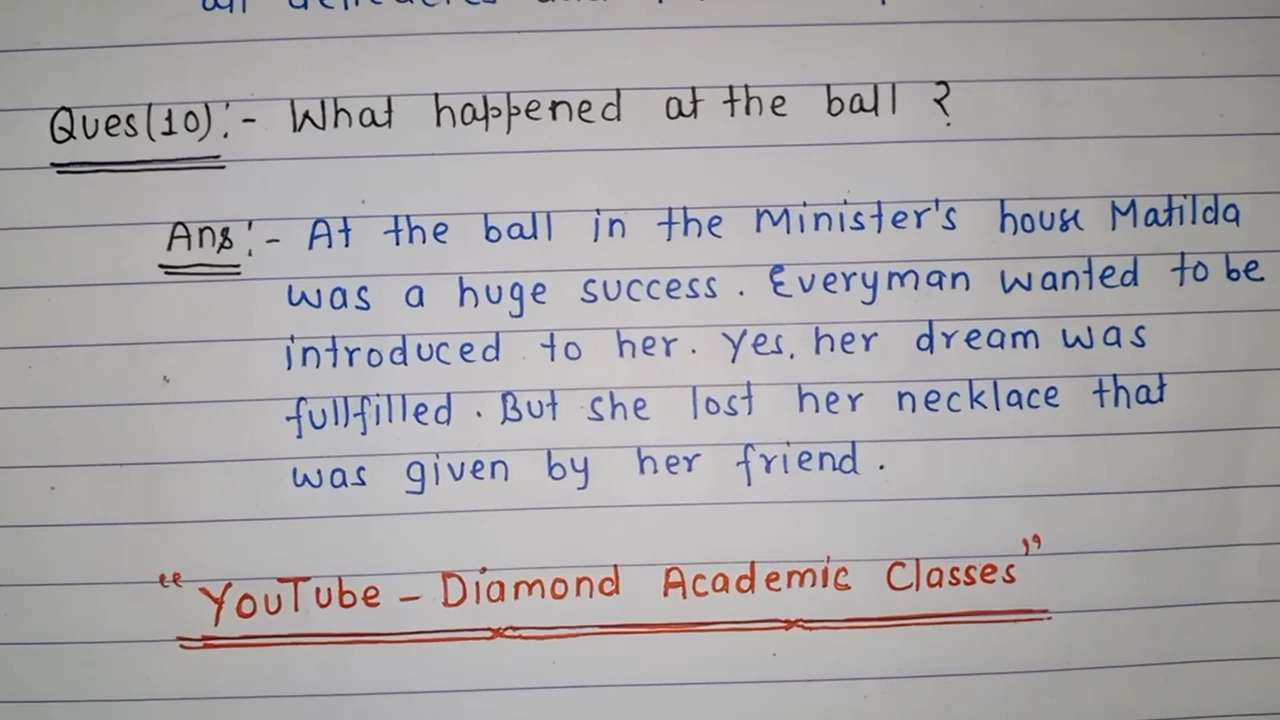 Ques(10):- What happened at the ball ?
Ans:- At the ball in the Minister's house Matilda
was a huge success. Everyman wanted to be
introduced to her. Yes, her dream was
fullfilled. But she lost her necklace that
was given by her friend.
"YouTube - Diamond Academic Classes"